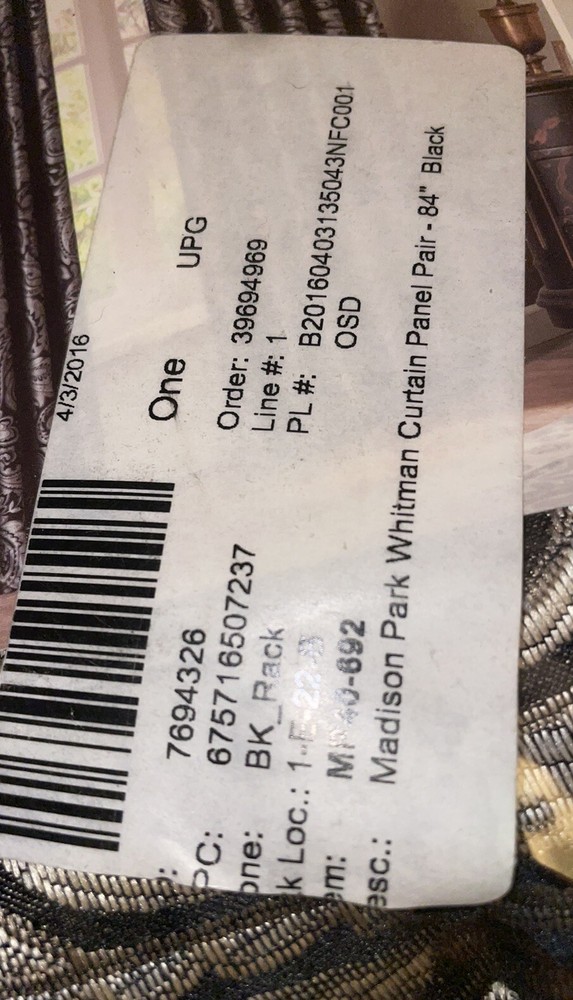 4/3/2016
One UPG
: 7694326
PC: 675716507237
one: BK_Rack
k Loc.:
em:
esc.: Madison Park Whitman Curtain Panel Pair - 84" Black
Order: 39694969
Line #: 1
PL #: B20160403135043NFC001
OSD